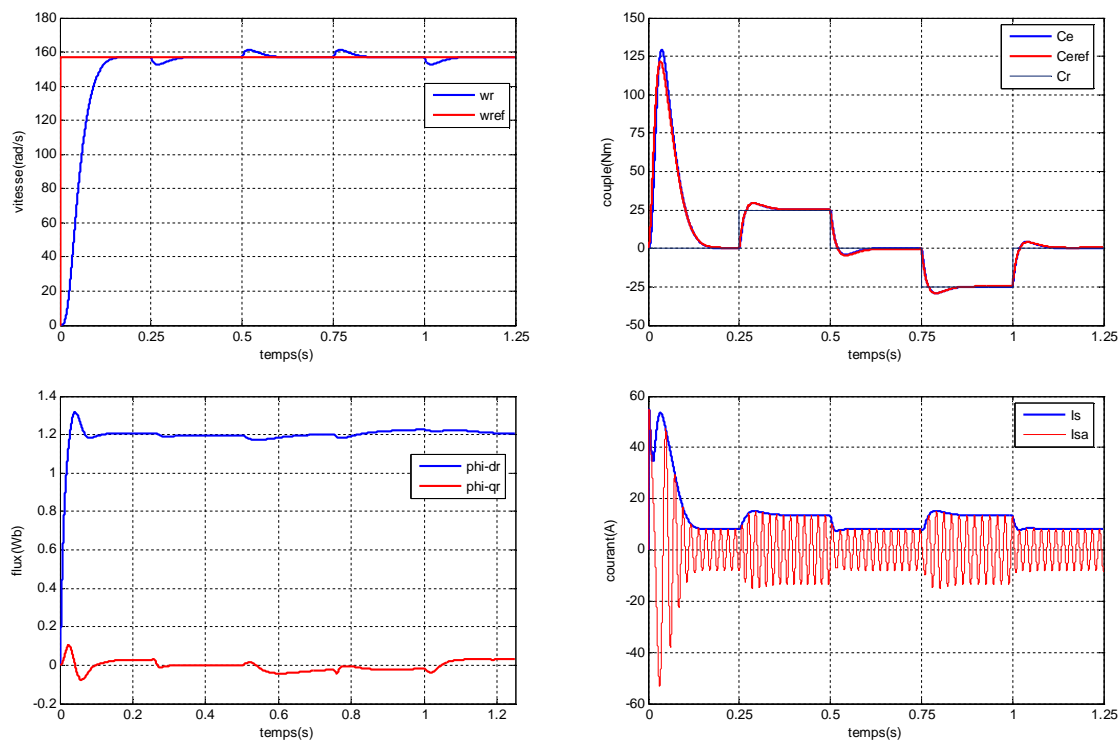 180
160
140
120
100
80
60
40
20
0
vitesse(rad/s)
wr
wref
0 0.25 0.5 0.75 1 1.25
temps(s)
150
125
100
75
50
25
0
-25
-50
couple(Nm)
Ce
Ceref
Cr
0 0.25 0.5 0.75 1 1.25
temps(s)
1.4
1.2
1
0.8
0.6
0.4
0.2
0
-0.2
flux(Wb)
phi-dr
phi-qr
0 0.2 0.4 0.6 0.8 1 1.2
temps(s)
60
40
20
0
-20
-40
-60
courant(A)
Is
Isa
0 0.25 0.5 0.75 1 1.25
temps(s)